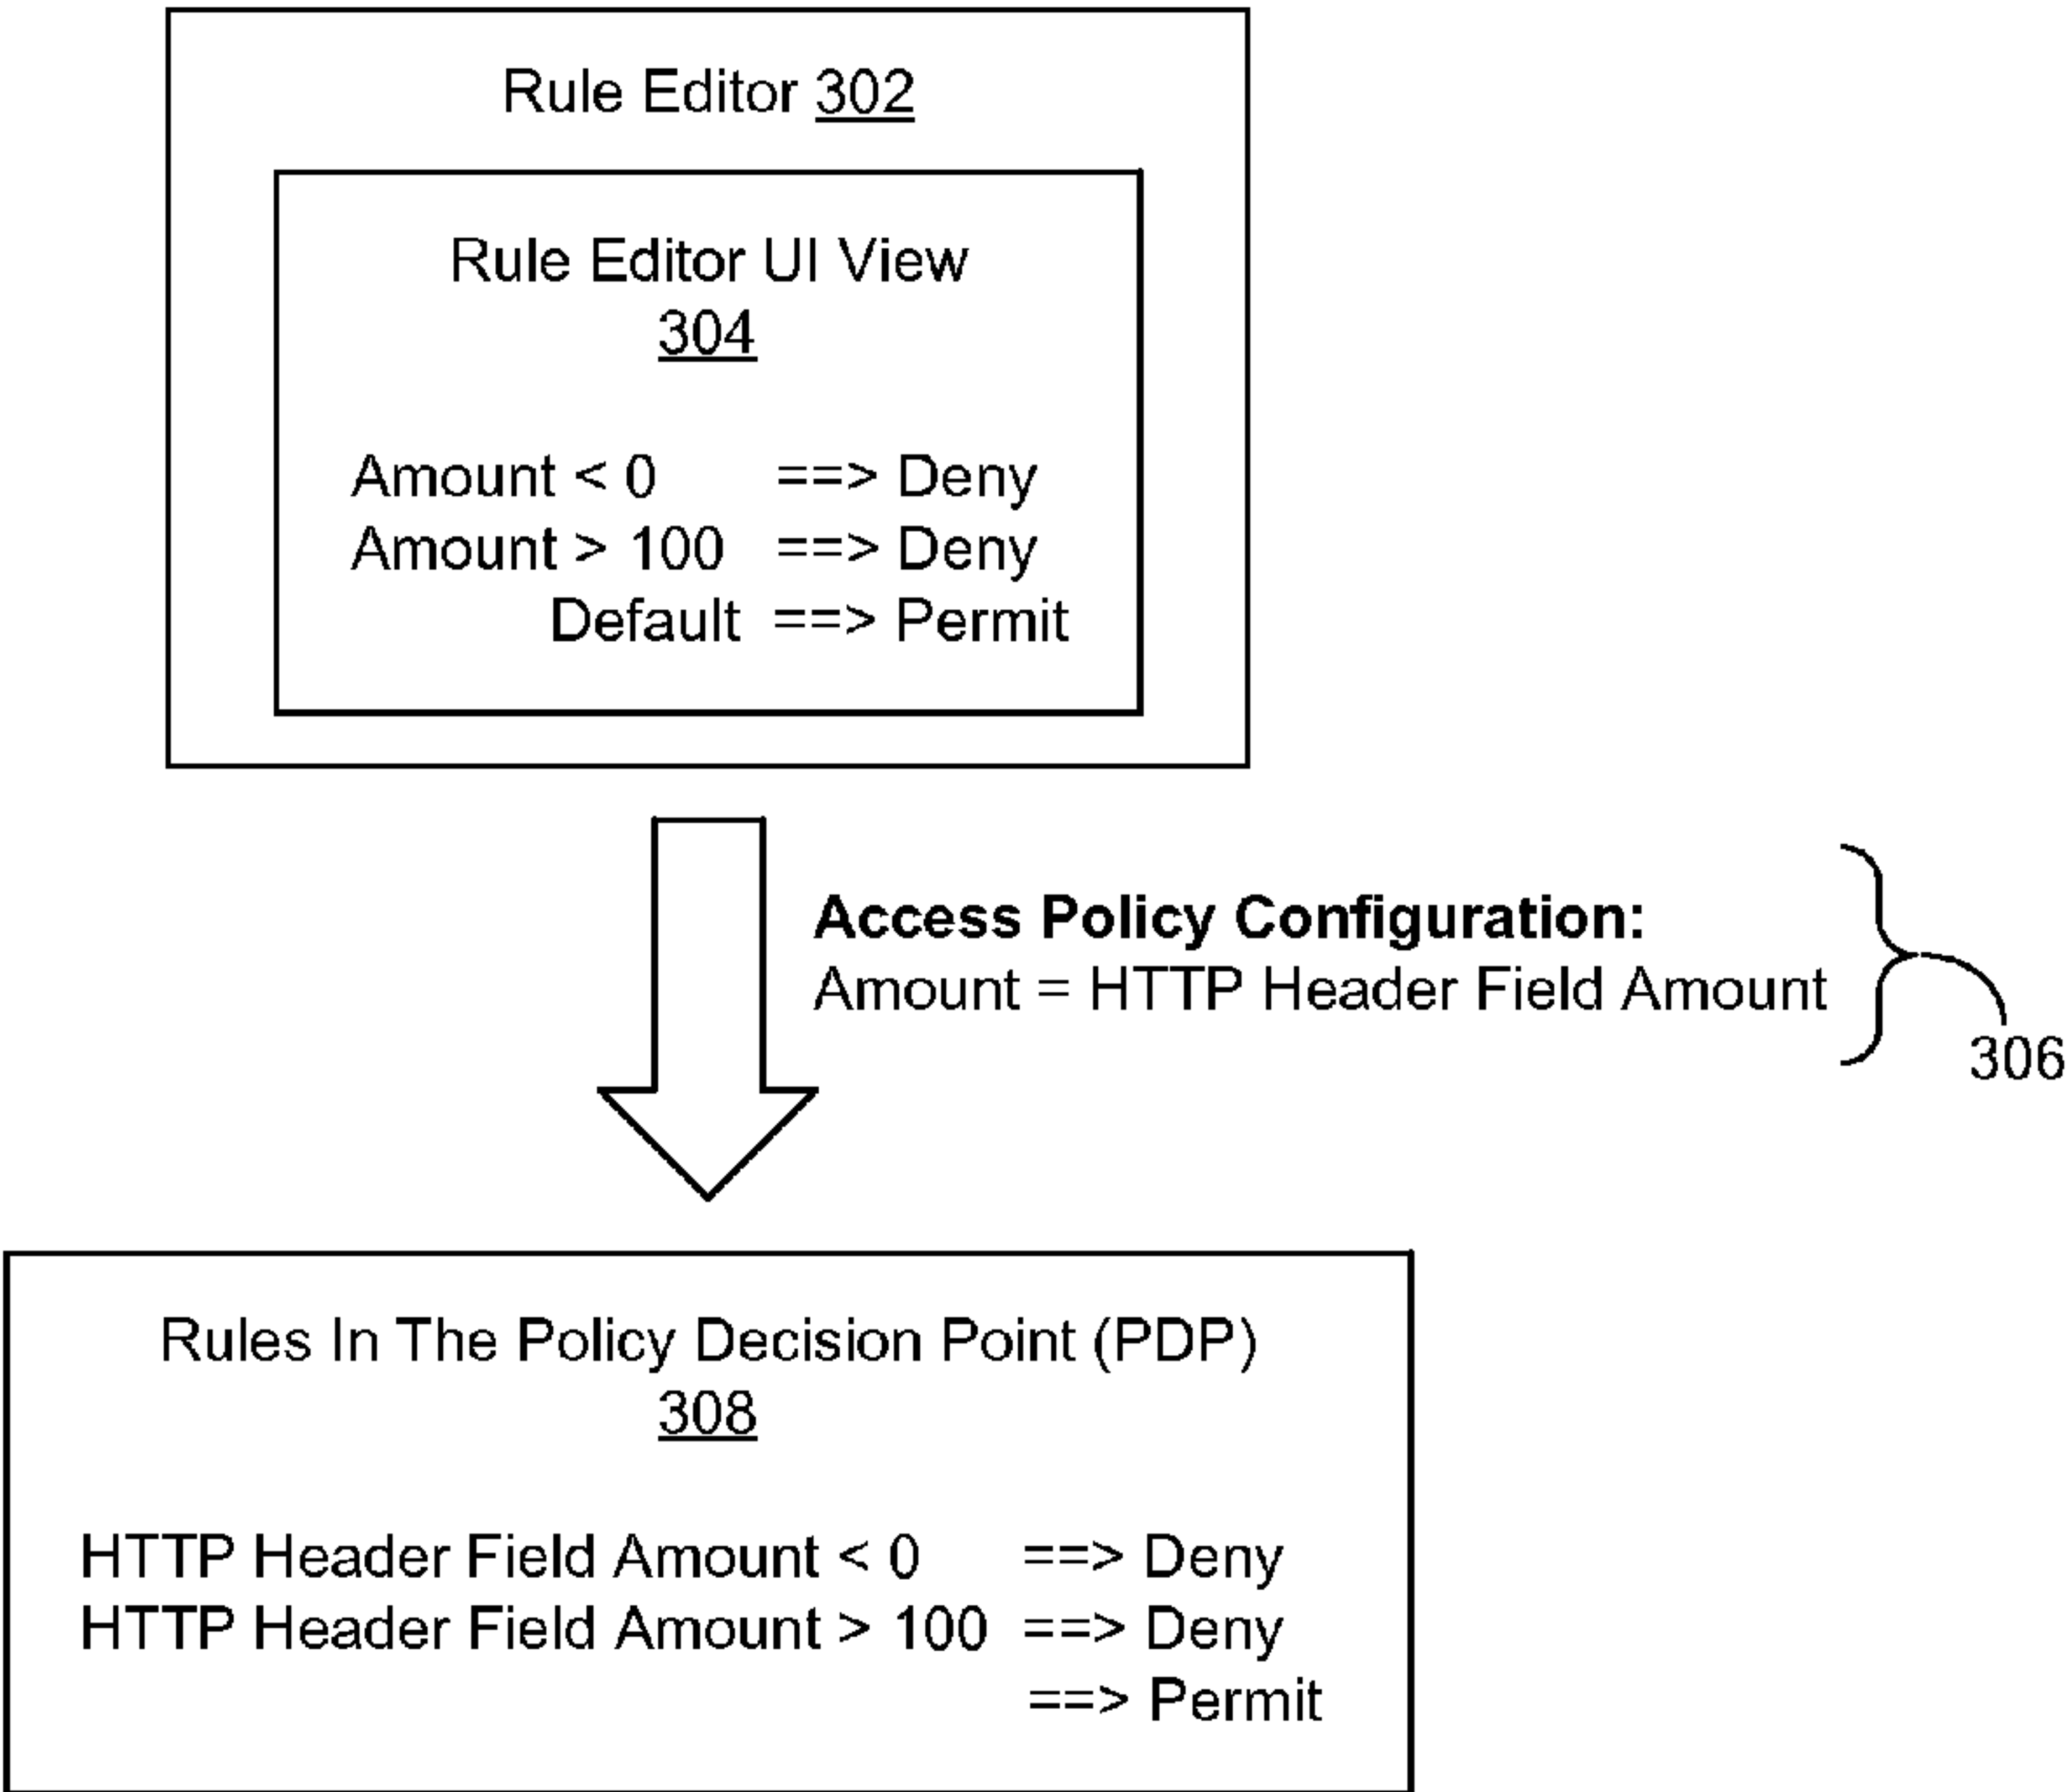 Rule Editor 302
Rule Editor UI View
304
Amount < 0 ==> Deny
Amount > 100 ==> Deny
Default ==> Permit
Access Policy Configuration:
Amount = HTTP Header Field Amount
306
Rules In The Policy Decision Point (PDP)
308
HTTP Header Field Amount < 0 ==> Deny
HTTP Header Field Amount > 100 ==> Deny
==> Permit